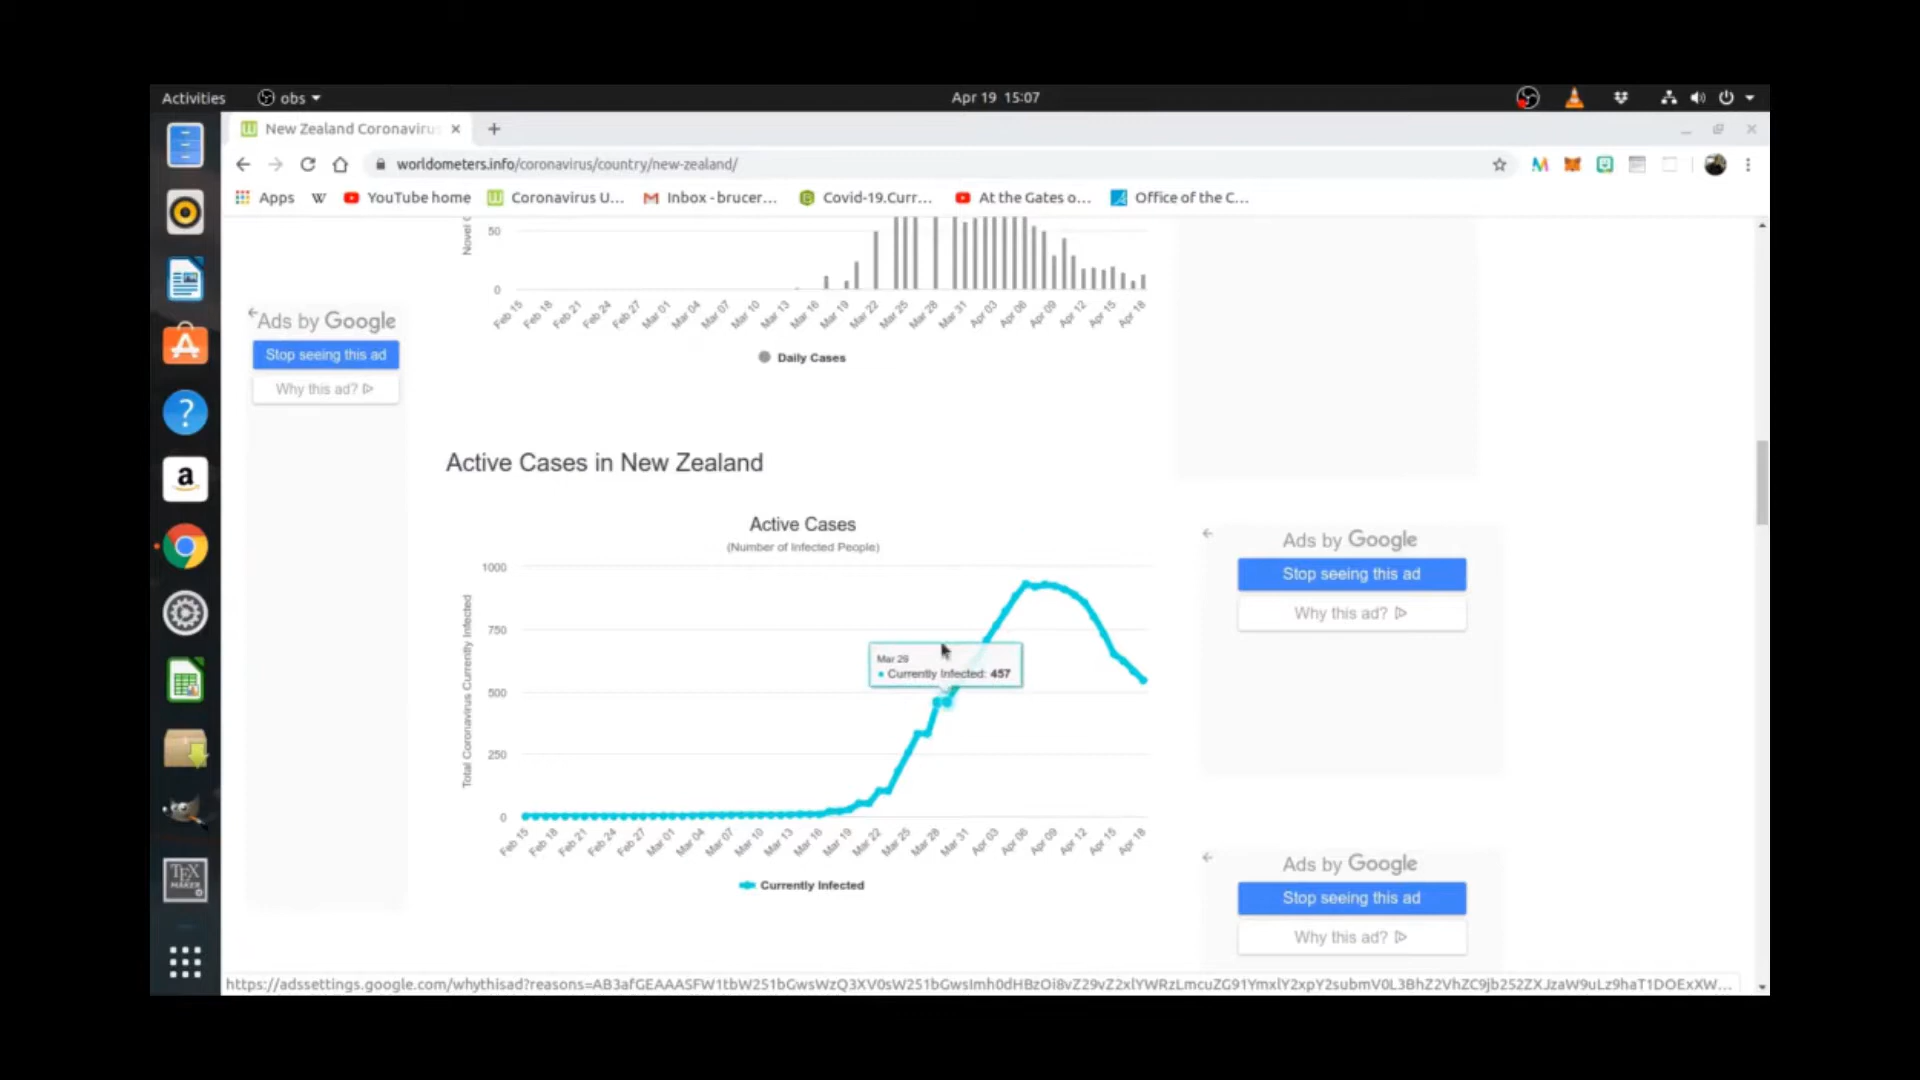 Activities
obs
Apr 19 15:07
New Zealand Coronavirus
worldometers.info/coronavirus/country/new-zealand/
Apps
W
YouTube home
Coronavirus U...
Inbox - brucer...
Covid-19.Curr...
At the Gates o...
Office of the C...
50
0
Feb 15
Feb 18
Feb 21
Feb 24
Feb 27
Mar 01
Mar 04
Mar 07
Mar 10
Mar 13
Mar 16
Mar 19
Mar 22
Mar 25
Mar 28
Mar 31
Apr 03
Apr 06
Apr 09
Apr 12
Apr 15
Apr 18
Daily Cases
Ads by Google
Stop seeing this ad
Why this ad?
Active Cases in New Zealand
Active Cases
(Number of Infected People)
Total Coronavirus Currently Infected
1000
750
500
250
0
Mar 29
Currently Infected: 457
Feb 15
Feb 18
Feb 21
Feb 24
Feb 27
Mar 01
Mar 04
Mar 07
Mar 10
Mar 13
Mar 16
Mar 19
Mar 22
Mar 25
Mar 28
Mar 31
Apr 03
Apr 06
Apr 09
Apr 12
Apr 15
Apr 18
Currently Infected
Ads by Google
Stop seeing this ad
Why this ad?
Ads by Google
Stop seeing this ad
Why this ad?
a
TEX
MAKER